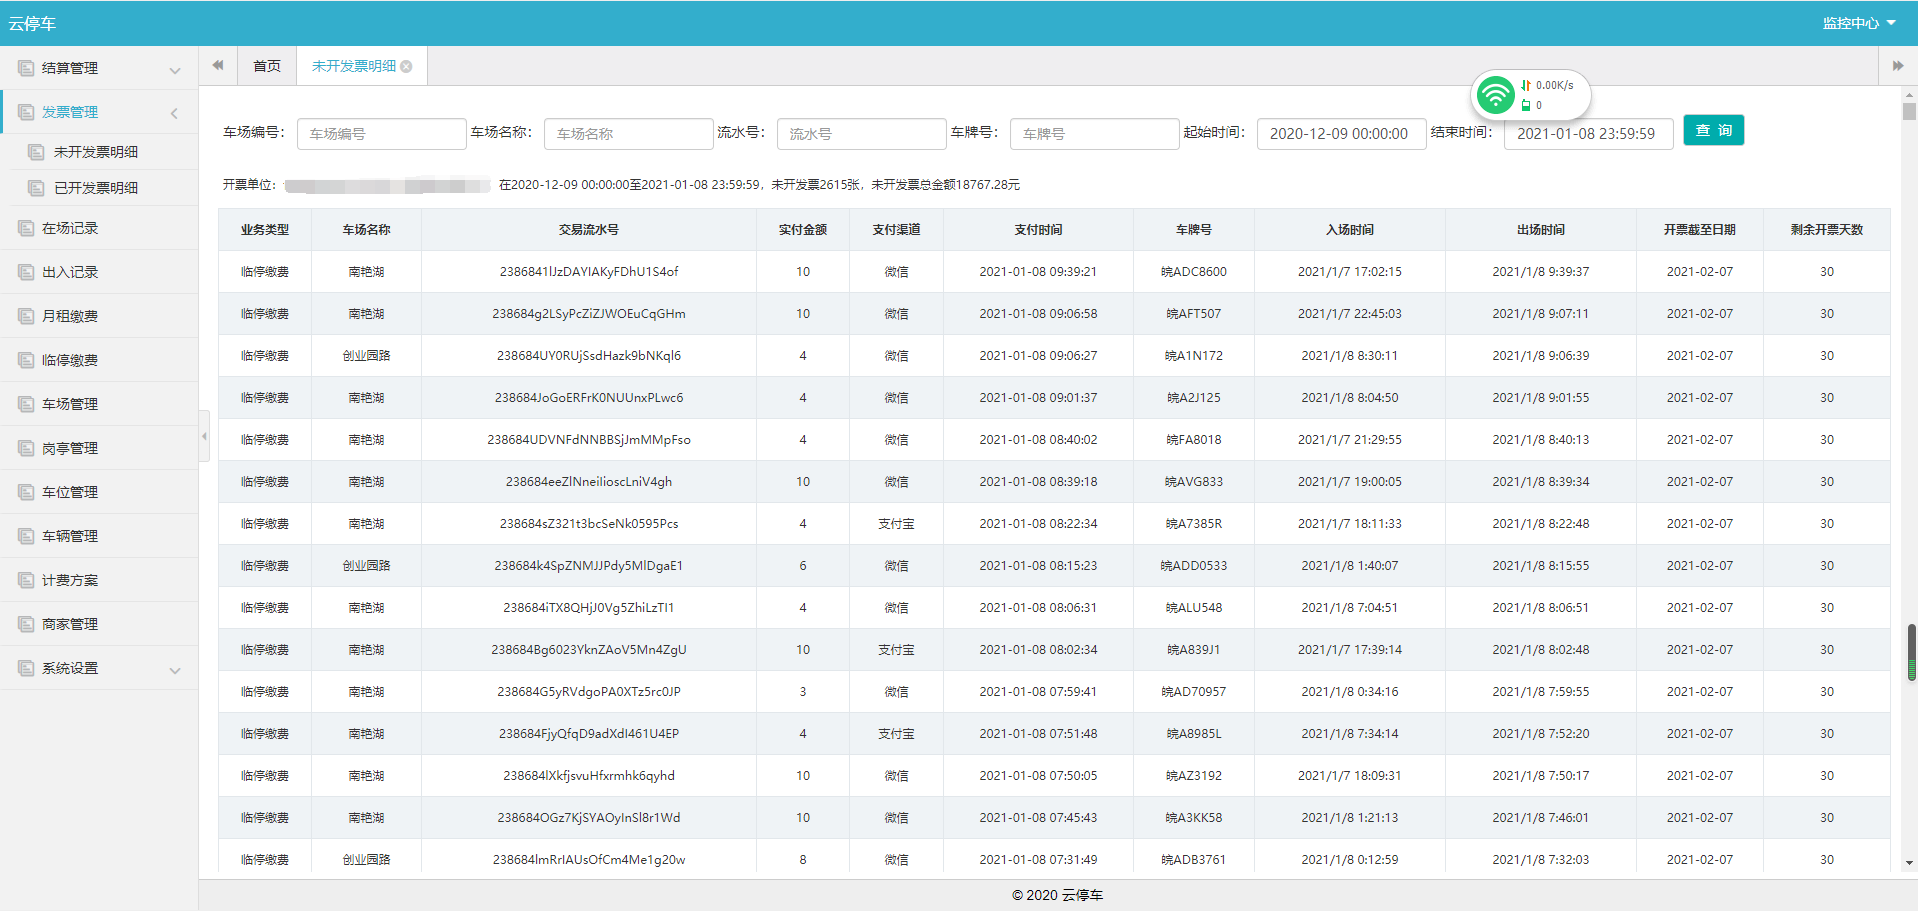 云停车
监控中心
结算管理
发票管理
未开发票明细
已开发票明细
在场记录
出入记录
月租缴费
临停缴费
车场管理
岗亭管理
车位管理
车辆管理
计费方案
商家管理
系统设置
首页 未开发票明细
0.00K/s
0
车场编号: 车场编号 车场名称: 车场名称 流水号: 流水号 车牌号: 车牌号 起始时间: 2020-12-09 00:00:00 结束时间: 2021-01-08 23:59:59 查 询
开票单位: 在2020-12-09 00:00:00至2021-01-08 23:59:59，未开发票2615张，未开发票总金额18767.28元
业务类型 车场名称 交易流水号 实付金额 支付渠道 支付时间 车牌号 入场时间 出场时间 开票截至日期 剩余开票天数
临停缴费 南艳湖 2386841lJzDAYIAKyFDhU1S4of 10 微信 2021-01-08 09:39:21 皖ADC8600 2021/1/7 17:02:15 2021/1/8 9:39:37 2021-02-07 30
临停缴费 南艳湖 238684g2LSyPcZiZJWOEuCqGHm 10 微信 2021-01-08 09:06:58 皖AFT507 2021/1/7 22:45:03 2021/1/8 9:07:11 2021-02-07 30
临停缴费 创业园路 238684UY0RUjSsdHazk9bNKql6 4 微信 2021-01-08 09:06:27 皖A1N172 2021/1/8 8:30:11 2021/1/8 9:06:39 2021-02-07 30
临停缴费 南艳湖 238684JoGoERFrK0NUUnxPLwc6 4 微信 2021-01-08 09:01:37 皖A2J125 2021/1/8 8:04:50 2021/1/8 9:01:55 2021-02-07 30
临停缴费 南艳湖 238684UDVNFdNNBBSjJmMMpFso 4 微信 2021-01-08 08:40:02 皖FA8018 2021/1/7 21:29:55 2021/1/8 8:40:13 2021-02-07 30
临停缴费 南艳湖 238684eeZlNneiIioscLniV4gh 10 微信 2021-01-08 08:39:18 皖AVG833 2021/1/7 19:00:05 2021/1/8 8:39:34 2021-02-07 30
临停缴费 南艳湖 238684sZ321t3bcSeNk0595Pcs 4 支付宝 2021-01-08 08:22:34 皖A7385R 2021/1/7 18:11:33 2021/1/8 8:22:48 2021-02-07 30
临停缴费 创业园路 238684k4SpZNMJJPdy5MlDgaE1 6 微信 2021-01-08 08:15:23 皖ADD0533 2021/1/8 1:40:07 2021/1/8 8:15:55 2021-02-07 30
临停缴费 南艳湖 238684iTX8QHjJ0Vg5ZhiLzTI1 4 微信 2021-01-08 08:06:31 皖ALU548 2021/1/8 7:04:51 2021/1/8 8:06:51 2021-02-07 30
临停缴费 南艳湖 238684Bg6023YknZAoV5Mn4ZgU 10 支付宝 2021-01-08 08:02:34 皖A839J1 2021/1/7 17:39:14 2021/1/8 8:02:48 2021-02-07 30
临停缴费 南艳湖 238684G5yRVdgoPA0XTz5rc0JP 3 微信 2021-01-08 07:59:41 皖AD70957 2021/1/8 0:34:16 2021/1/8 7:59:55 2021-02-07 30
临停缴费 南艳湖 238684FjyQfqD9adXdI461U4EP 4 支付宝 2021-01-08 07:51:48 皖A8985L 2021/1/8 7:34:14 2021/1/8 7:52:20 2021-02-07 30
临停缴费 南艳湖 238684lXkfjsvuHfxrmhk6qyhd 10 微信 2021-01-08 07:50:05 皖AZ3192 2021/1/7 18:09:31 2021/1/8 7:50:17 2021-02-07 30
临停缴费 南艳湖 238684OGz7KjSYAOyInSl8r1Wd 10 微信 2021-01-08 07:45:43 皖A3KK58 2021/1/8 1:21:13 2021/1/8 7:46:01 2021-02-07 30
临停缴费 创业园路 238684lmRrIAUsOfCm4Me1g20w 8 微信 2021-01-08 07:31:49 皖ADB3761 2021/1/8 0:12:59 2021/1/8 7:32:03 2021-02-07 30
© 2020 云停车